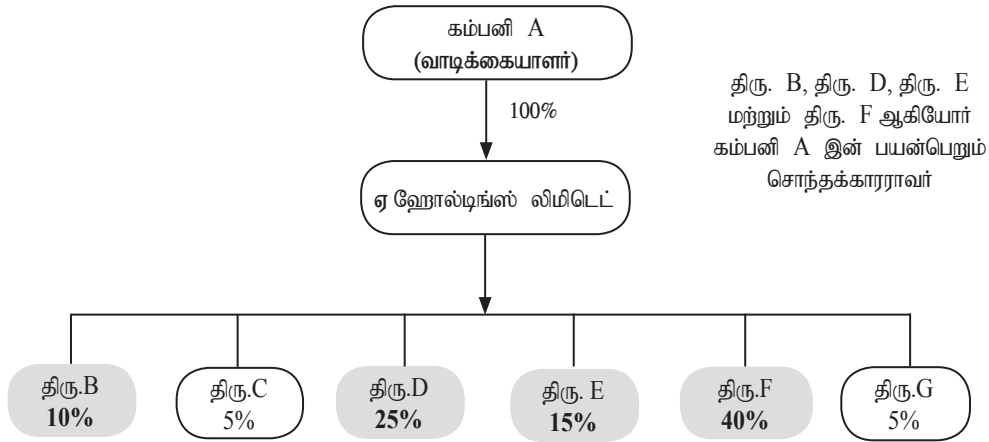 கம்பனி A
(வாடிக்கையாளர்)
100%
திரு. B, திரு. D, திரு. E
மற்றும் திரு. F ஆகியோர்
கம்பனி A இன் பயன்பெறும்
சொந்தக்காரராவர்
ஏ ஹோல்டிங்ஸ் லிமிடெட்
திரு.B
10%
திரு.C
5%
திரு.D
25%
திரு. E
15%
திரு.F
40%
திரு.G
5%